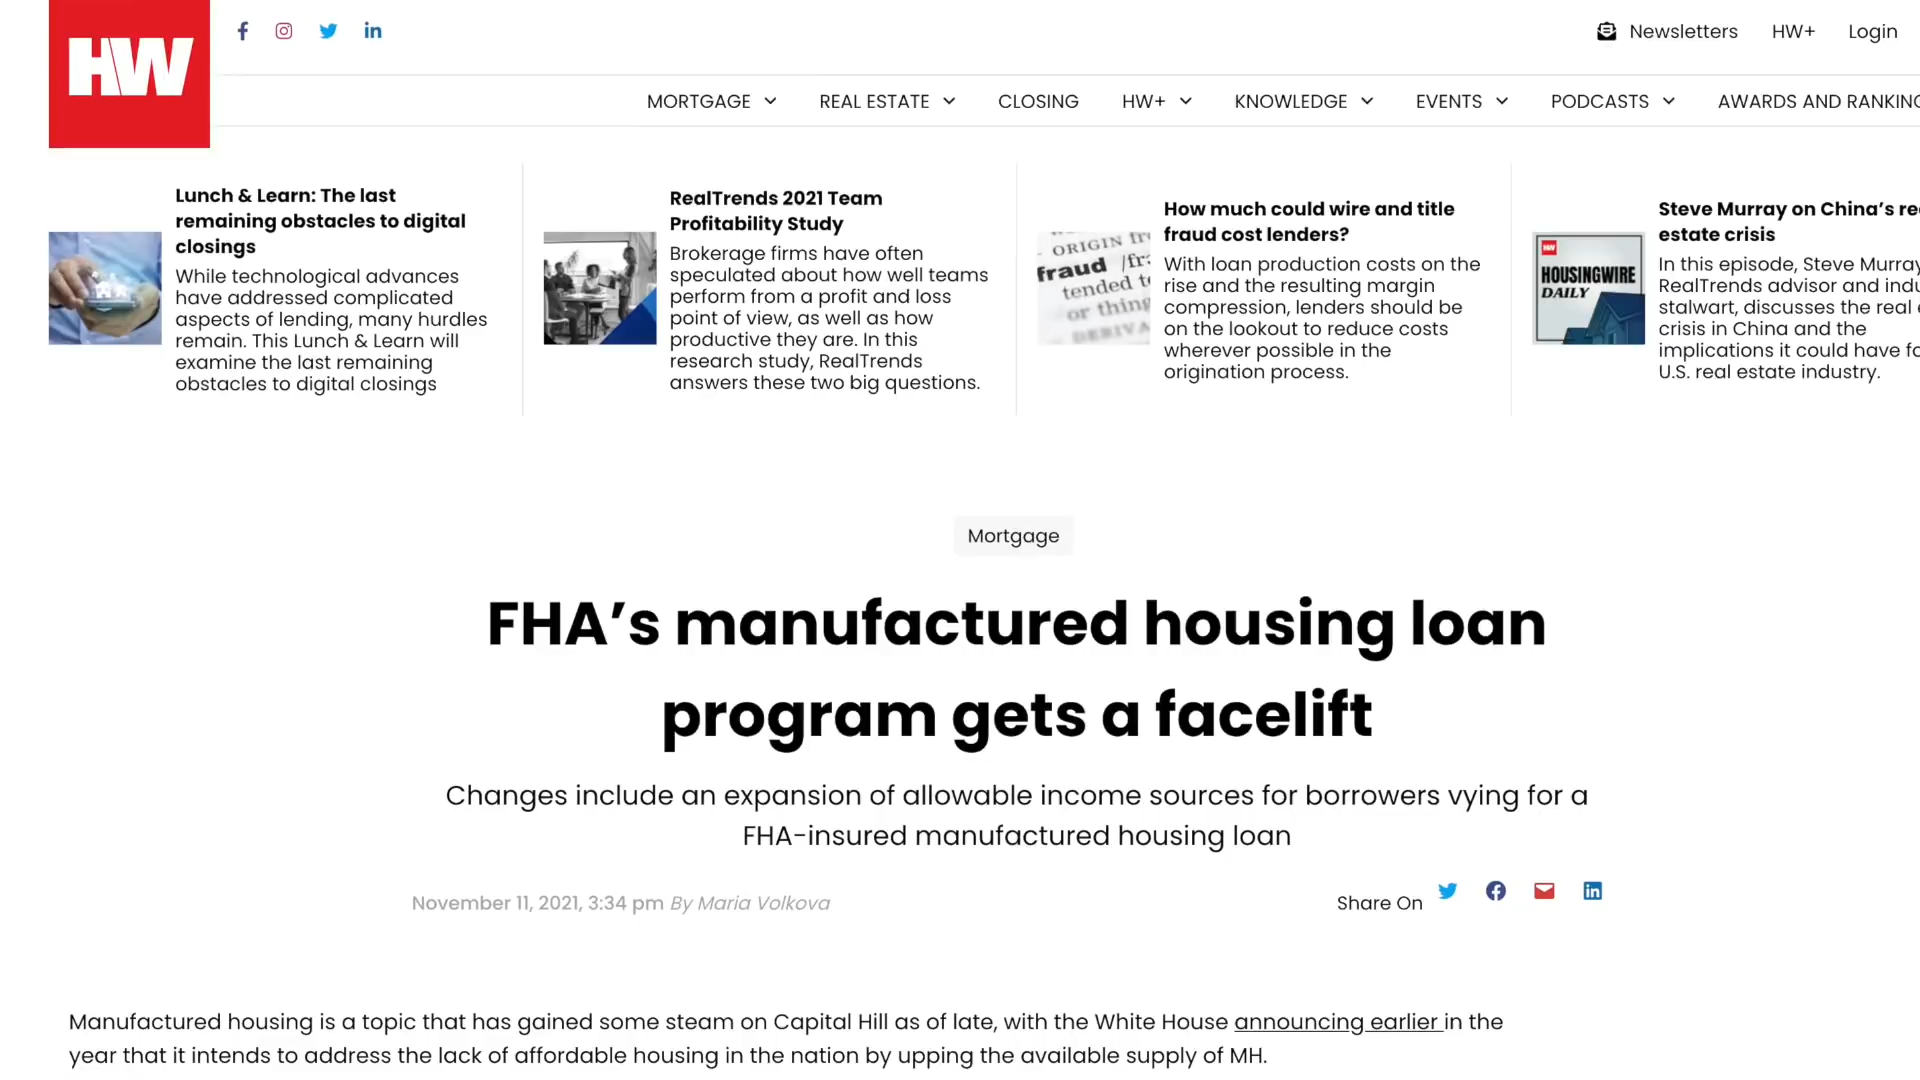 HW
Newsletters
HW+
Login
MORTGAGE
REAL ESTATE
CLOSING
HW+
KNOWLEDGE
EVENTS
PODCASTS
AWARDS AND RANKING
Lunch & Learn: The last
remaining obstacles to digital
closings
While technological advances
have addressed complicated
aspects of lending, many hurdles
remain. This Lunch & Learn will
examine the last remaining
obstacles to digital closings
RealTrends 2021 Team
Profitability Study
Brokerage firms have often
speculated about how well teams
perform from a profit and loss
point of view, as well as how
productive they are. In this
research study, RealTrends
answers these two big questions.
ORIGIN
fraud
tended
or thing
DERIVA
How much could wire and title
fraud cost lenders?
With loan production costs on the
rise and the resulting margin
compression, lenders should be
on the lookout to reduce costs
wherever possible in the
origination process.
HW
HOUSINGWIRE
DAILY
Steve Murray on China's re
estate crisis
In this episode, Steve Murray
RealTrends advisor and indu
stalwart, discusses the real e
crisis in China and the
implications it could have fo
U.S. real estate industry.
Mortgage
FHA's manufactured housing loan
program gets a facelift
Changes include an expansion of allowable income sources for borrowers vying for a
FHA-insured manufactured housing loan
November 11, 2021, 3:34 pm By Maria Volkova
Share On
Manufactured housing is a topic that has gained some steam on Capital Hill as of late, with the White House announcing earlier in the
year that it intends to address the lack of affordable housing in the nation by upping the available supply of MH.